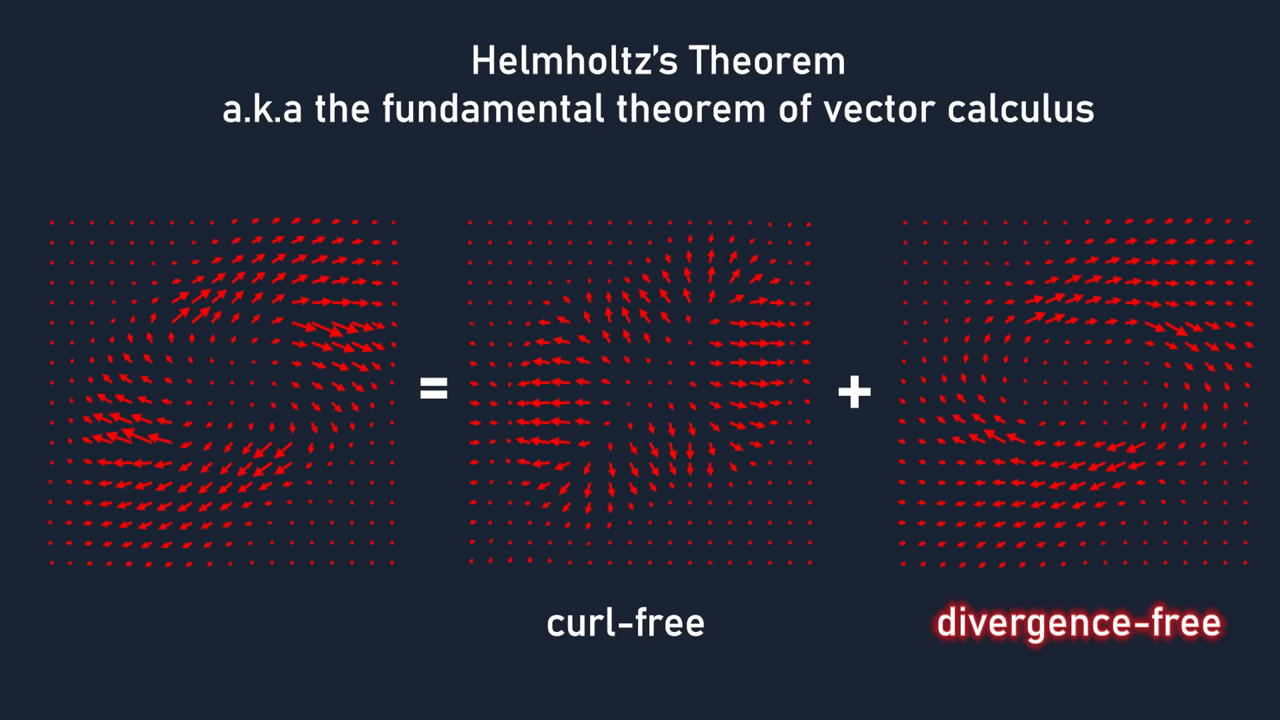 Helmholtz's Theorem
a.k.a the fundamental theorem of vector calculus
= +
curl-free
divergence-free